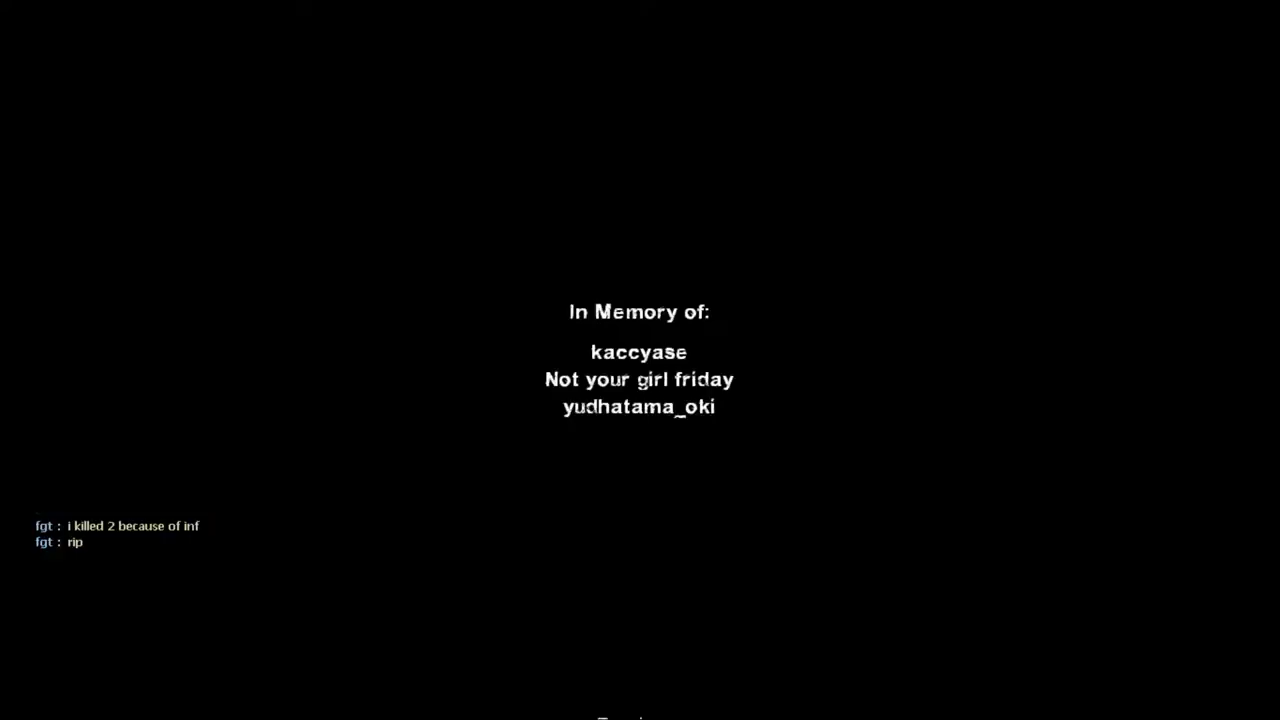 In Memory of:
kaccyase
Not your girl friday
yudhatama_oki
fgt : i killed 2 because of inf
fgt : rip